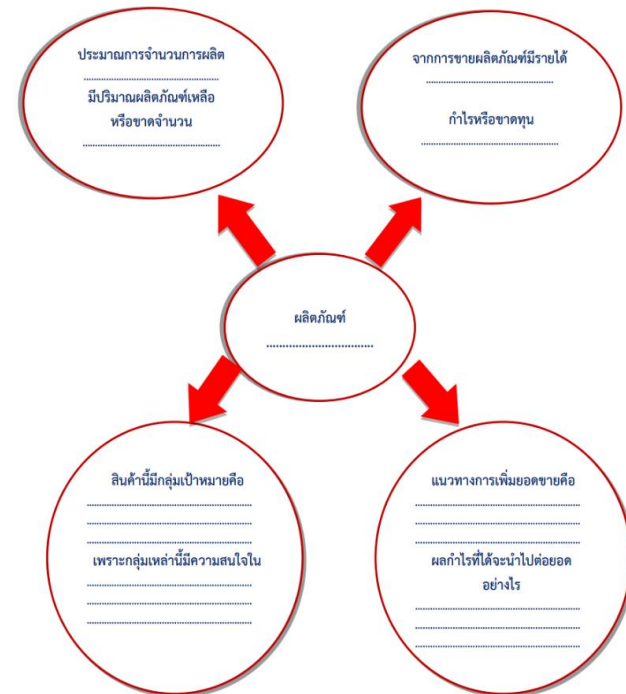 ประมาณการจำนวนการผลิต
................................................
มีปริมาณผลิตภัณฑ์เหลือ
หรือขาดจำนวน
................................................
จากการขายผลิตภัณฑ์มีรายได้
................................................
กำไรหรือขาดทุน
................................................
ผลิตภัณฑ์
.................................
สินค้านี้มีกลุ่มเป้าหมายคือ
................................................
................................................
................................................
เพราะกลุ่มเหล่านี้มีความสนใจใน
................................................
................................................
................................................
แนวทางการเพิ่มยอดขายคือ
................................................
................................................
................................................
ผลกำไรที่ได้จะนำไปต่อยอด
อย่างไร
................................................
................................................
................................................